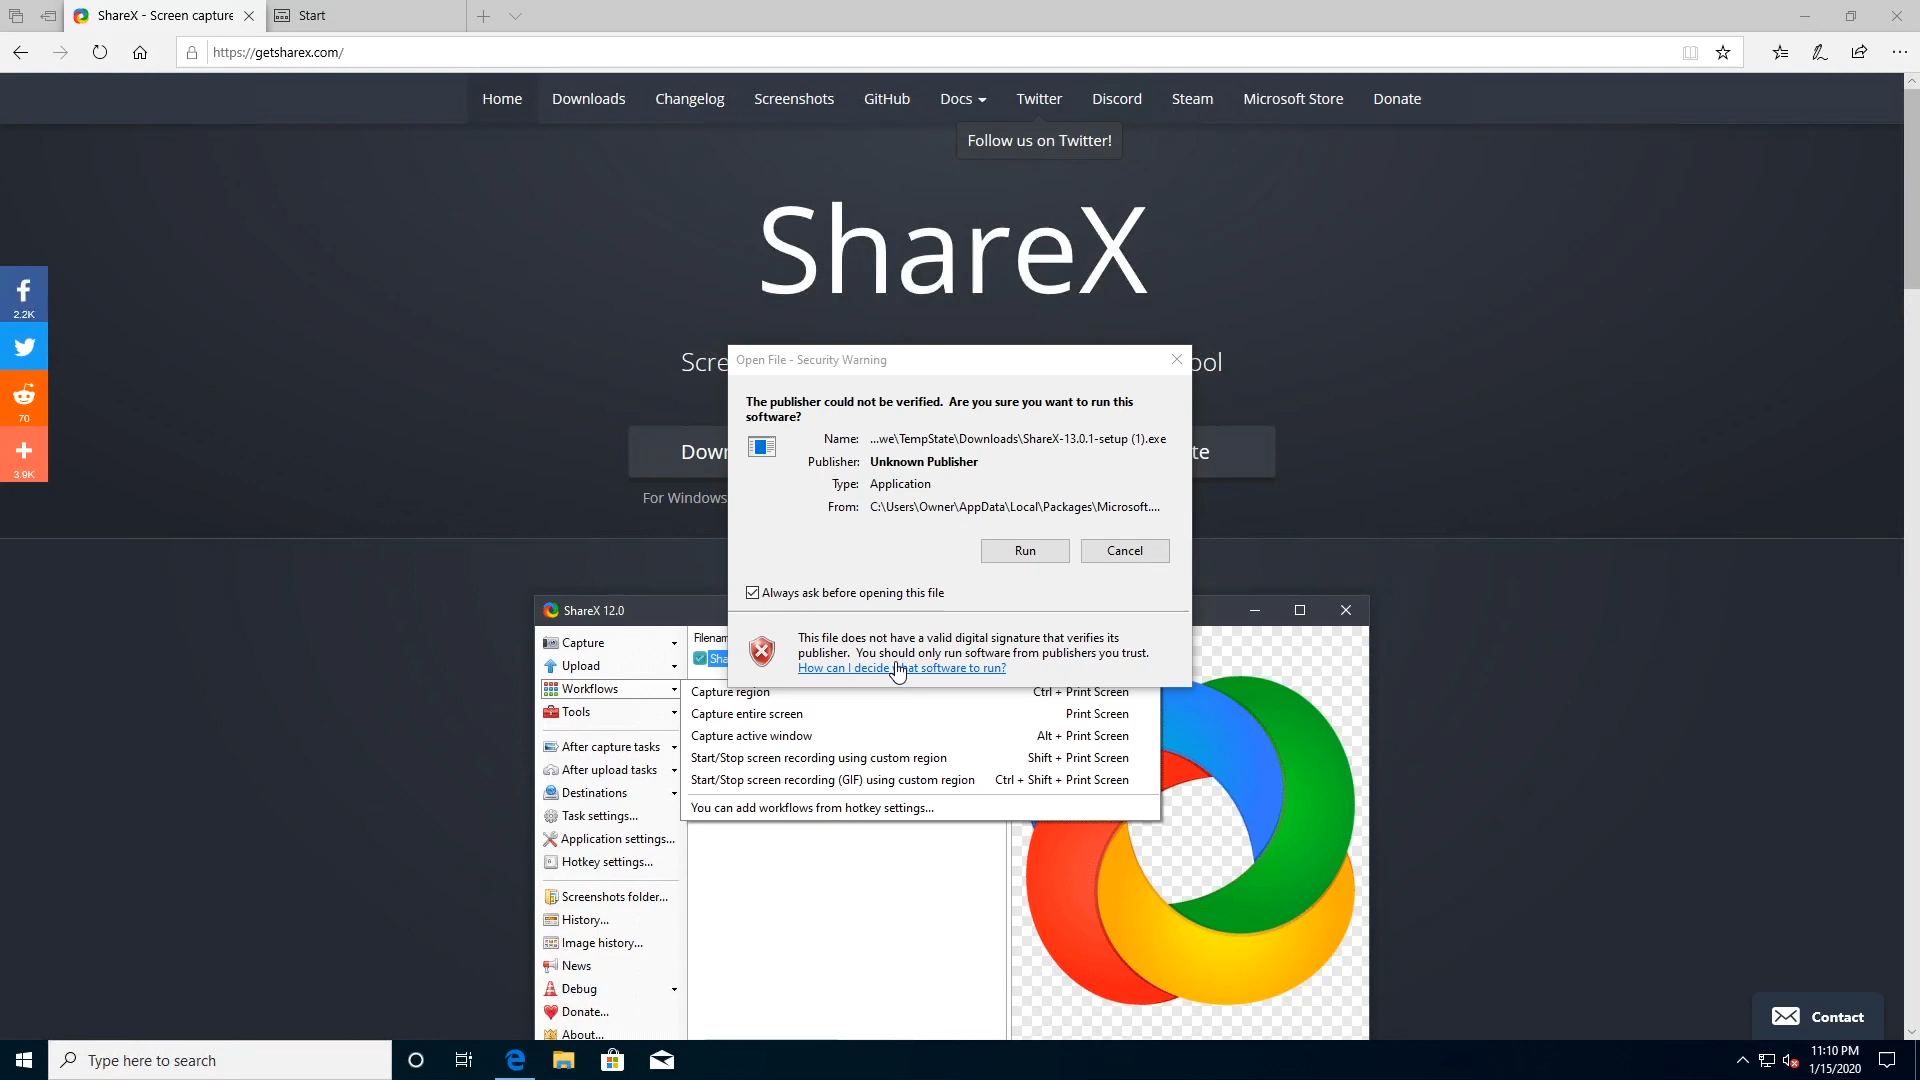 ShareX - Screen capture
Start
https://getsharex.com/
Home
Downloads
Changelog
Screenshots
GitHub
Docs
Twitter
Discord
Steam
Microsoft Store
Donate
Follow us on Twitter!
ShareX
2.2K
70
3.9K
Open File - Security Warning
The publisher could not be verified.  Are you sure you want to run this
software?
Name: ...we\TempState\Downloads\ShareX-13.0.1-setup (1).exe
Publisher: Unknown Publisher
Type: Application
From: C:\Users\Owner\AppData\Local\Packages\Microsoft....
Run
Cancel
Always ask before opening this file
This file does not have a valid digital signature that verifies its
publisher.  You should only run software from publishers you trust.
How can I decide what software to run?
For Windows
ShareX 12.0
Capture
Upload
Workflows
Tools
After capture tasks
After upload tasks
Destinations
Task settings...
Application settings...
Hotkey settings...
Screenshots folder...
History...
Image history...
News
Debug
Donate...
About...
Capture region Ctrl + Print Screen
Capture entire screen Print Screen
Capture active window Alt + Print Screen
Start/Stop screen recording using custom region Shift + Print Screen
Start/Stop screen recording (GIF) using custom region Ctrl + Shift + Print Screen
You can add workflows from hotkey settings...
Contact
Type here to search
11:10 PM
1/15/2020